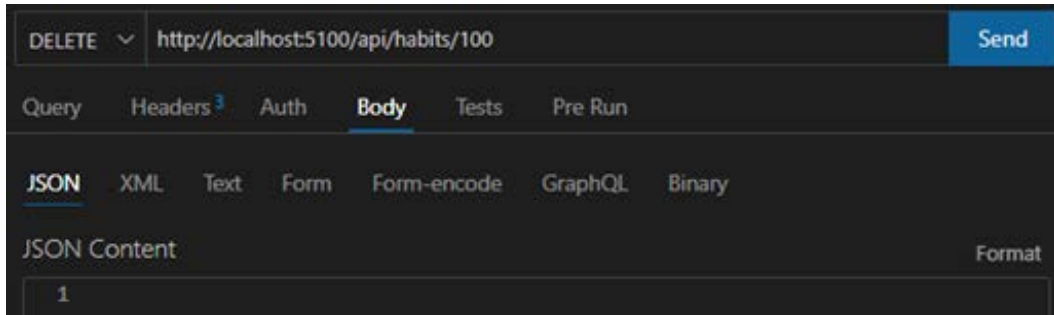 DELETE http://localhost:5100/api/habits/100 Send
Query Headers 3 Auth Body Tests Pre Run
JSON XML Text Form Form-encode GraphQL Binary
JSON Content Format
1